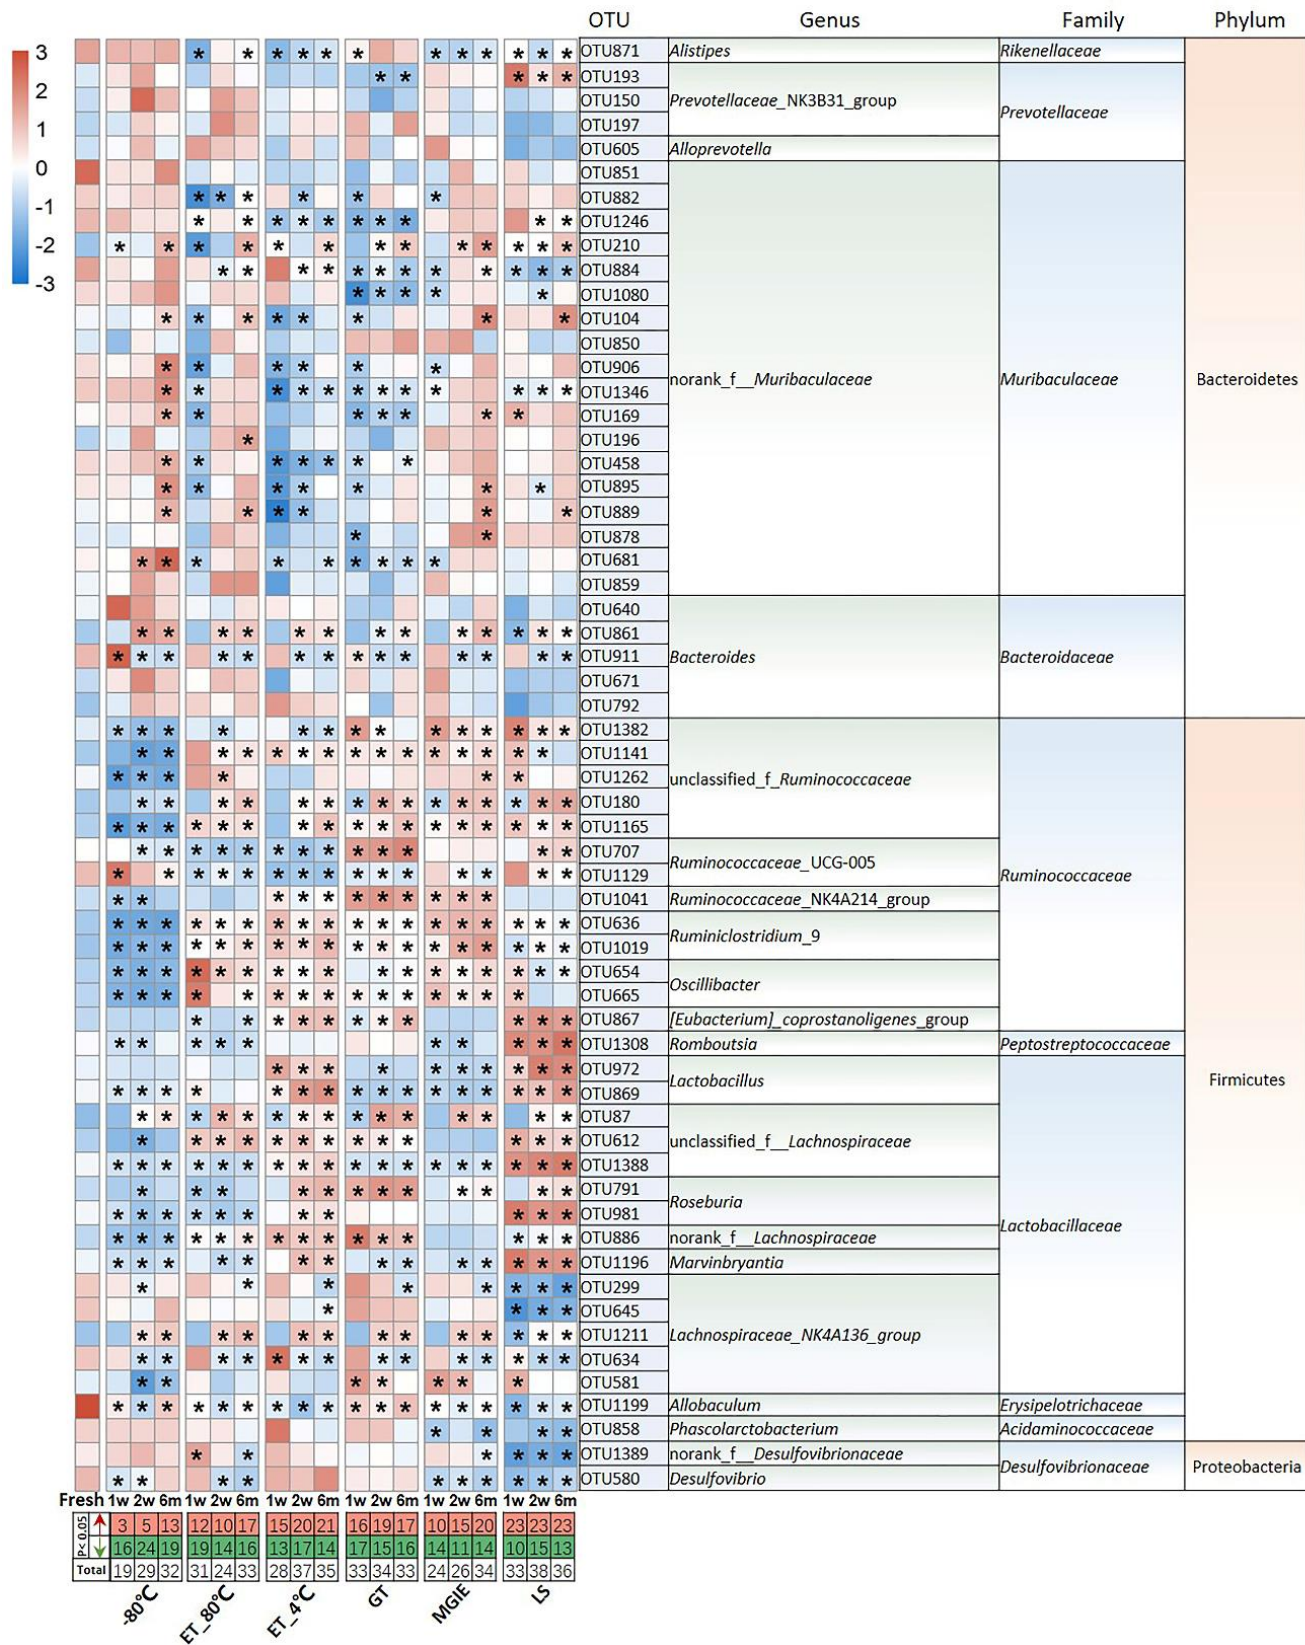 OTU Genus Family Phylum
3
2
1
0
-1
-2
-3
OTU871 Alistipes Rikenellaceae
OTU193
OTU150 Prevotellaceae_NK3B31_group
OTU197 Prevotellaceae
OTU605 Alloprevotella
OTU851
OTU882
OTU1246
OTU210
OTU884
OTU1080
OTU104
OTU850
OTU906
norank_f__Muribaculaceae Muribaculaceae Bacteroidetes
OTU1346
OTU169
OTU196
OTU458
OTU895
OTU889
OTU878
OTU681
OTU859
OTU640
OTU861
OTU911 Bacteroides Bacteroidaceae
OTU671
OTU792
OTU1382
OTU1141
OTU1262 unclassified_f_Ruminococcaceae
OTU180
OTU1165
OTU707
Ruminococcaceae_UCG-005
OTU1129 Ruminococcaceae
OTU1041 Ruminococcaceae_NK4A214_group
OTU636
Ruminiclostridium_9
OTU1019
OTU654
Oscillibacter
OTU665
OTU867 [Eubacterium]_coprostanoligenes_group
OTU1308 Romboutsia Peptostreptococcaceae
OTU972
Lactobacillus Firmicutes
OTU869
OTU87
OTU612 unclassified_f__Lachnospiraceae
OTU1388
OTU791
Roseburia
OTU981
Lactobacillaceae
OTU886 norank_f__Lachnospiraceae
OTU1196 Marvinbryantia
OTU299
OTU645
OTU1211 Lachnospiraceae_NK4A136_group
OTU634
OTU581
OTU1199 Allobaculum Erysipelotrichaceae
OTU858 Phascolarctobacterium Acidaminococcaceae
OTU1389 norank_f__Desulfovibrionaceae
Desulfovibrionaceae Proteobacteria
OTU580 Desulfovibrio
Fresh 1w 2w 6m 1w 2w 6m 1w 2w 6m 1w 2w 6m 1w 2w 6m 1w 2w 6m
P< 0.05
3 5 13 12 10 17 15 20 21 16 19 17 10 15 20 23 23 23
16 24 19 19 14 16 13 17 14 17 15 16 14 11 14 10 15 13
Total 19 29 32 31 24 33 28 37 35 33 34 33 24 26 34 33 38 36
-80℃ ET_80℃ ET_4℃ GT MGIE LS